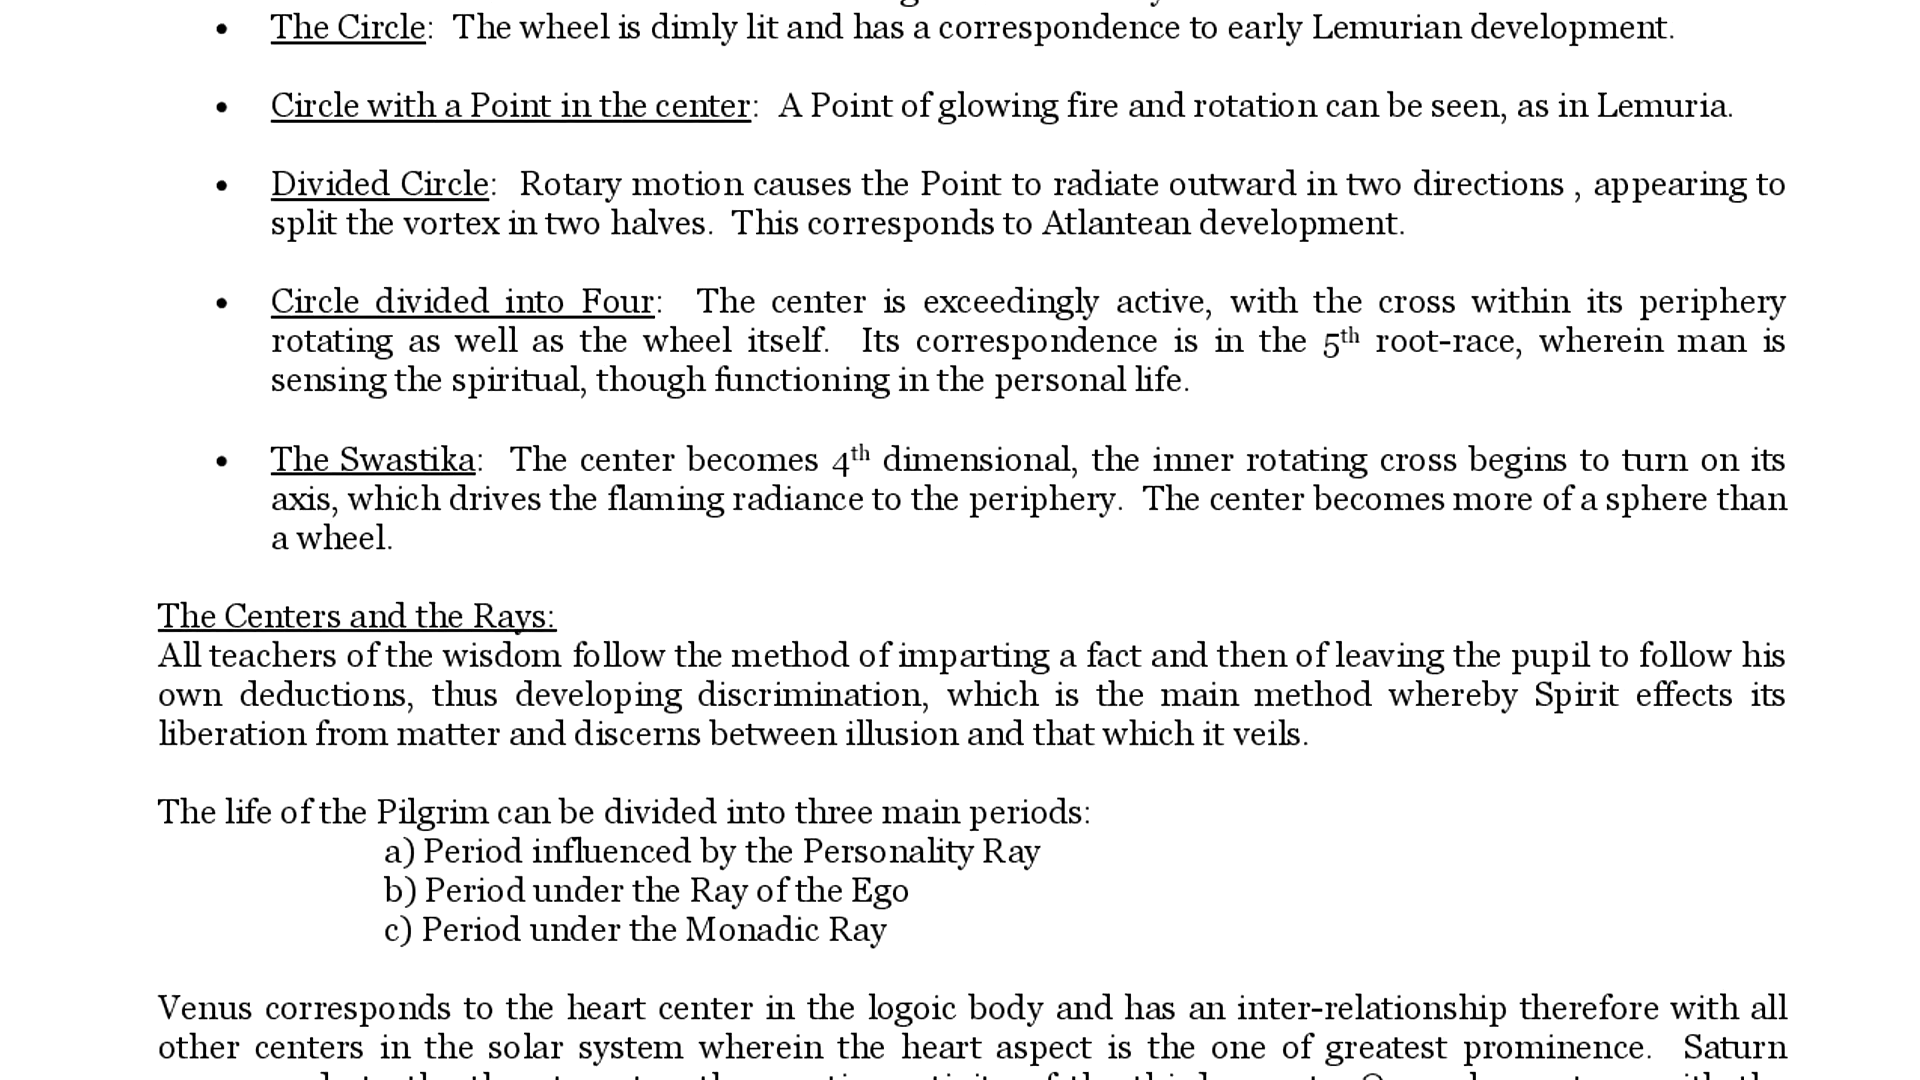 • The Circle: The wheel is dimly lit and has a correspondence to early Lemurian development.
• Circle with a Point in the center: A Point of glowing fire and rotation can be seen, as in Lemuria.
• Divided Circle: Rotary motion causes the Point to radiate outward in two directions , appearing to
split the vortex in two halves. This corresponds to Atlantean development.
• Circle divided into Four: The center is exceedingly active, with the cross within its periphery
rotating as well as the wheel itself. Its correspondence is in the 5th root-race, wherein man is
sensing the spiritual, though functioning in the personal life.
• The Swastika: The center becomes 4th dimensional, the inner rotating cross begins to turn on its
axis, which drives the flaming radiance to the periphery. The center becomes more of a sphere than
a wheel.
The Centers and the Rays:
All teachers of the wisdom follow the method of imparting a fact and then of leaving the pupil to follow his
own deductions, thus developing discrimination, which is the main method whereby Spirit effects its
liberation from matter and discerns between illusion and that which it veils.
The life of the Pilgrim can be divided into three main periods:
a) Period influenced by the Personality Ray
b) Period under the Ray of the Ego
c) Period under the Monadic Ray
Venus corresponds to the heart center in the logoic body and has an inter-relationship therefore with all
other centers in the solar system wherein the heart aspect is the one of greatest prominence. Saturn